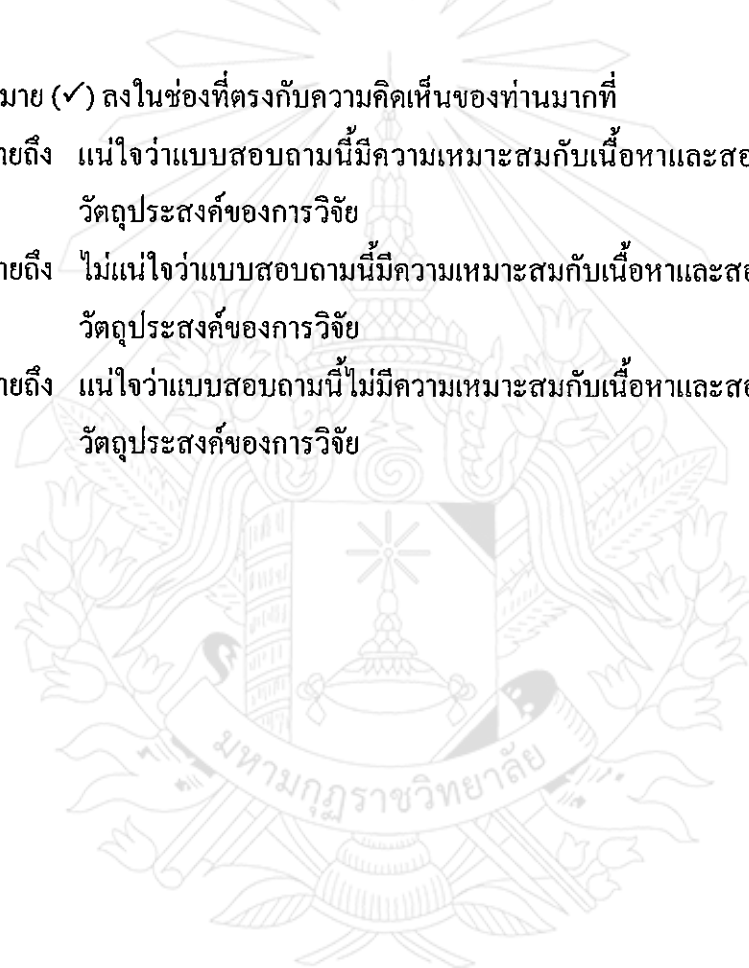 มาย (✓) ลงในช่องที่ตรงกับความคิดเห็นของท่านมากที่
ายถึง แน่ใจว่าแบบสอบถามนี้มีความเหมาะสมกับเนื้อหาและสอ
วัตถุประสงค์ของการวิจัย
ายถึง ไม่แน่ใจว่าแบบสอบถามนี้มีความเหมาะสมกับเนื้อหาและสอ
วัตถุประสงค์ของการวิจัย
ายถึง แน่ใจว่าแบบสอบถามนี้ไม่มีความเหมาะสมกับเนื้อหาและสอ
วัตถุประสงค์ของการวิจัย
มหามกุฏราชวิทยาลัย